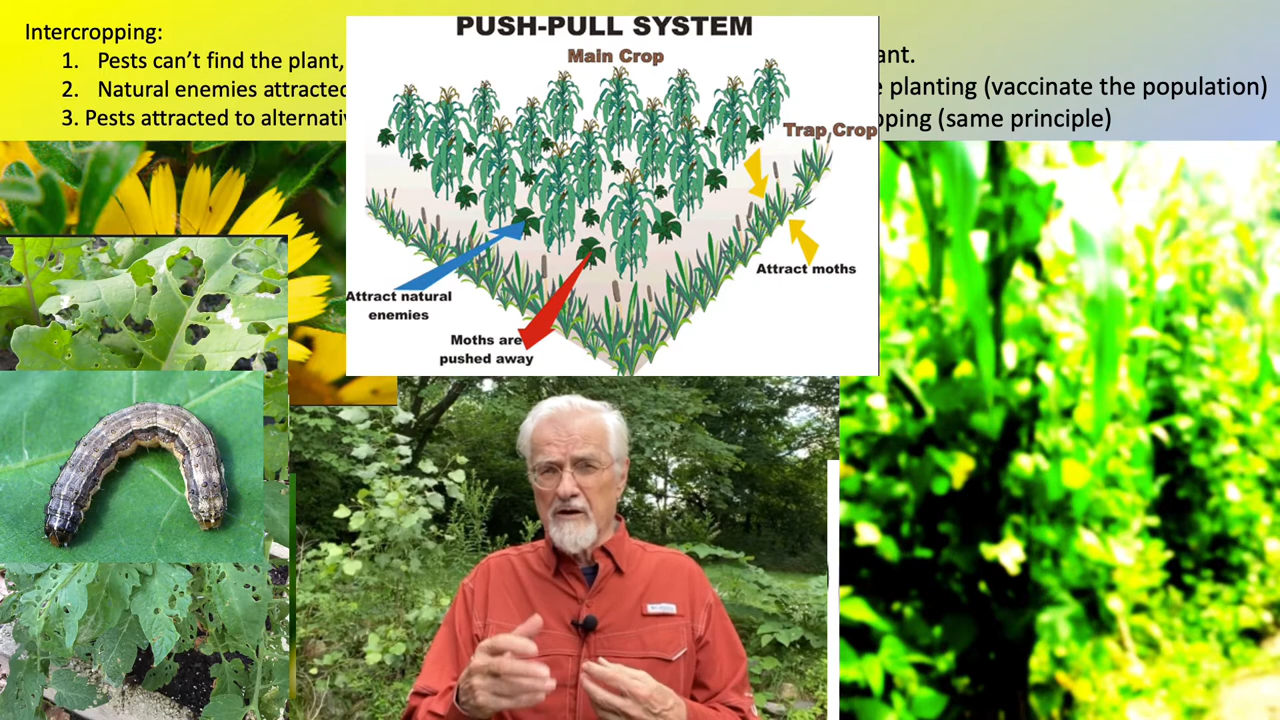 Intercropping:
1. Pests can’t find the plant,
ant.
2. Natural enemies attracted
planting (vaccinate the population)
3. Pests attracted to
(same principle)
PUSH-PULL SYSTEM
Main Crop
Trap Crop
Attract moths
Attract natural
enemies
Moths are
pushed away